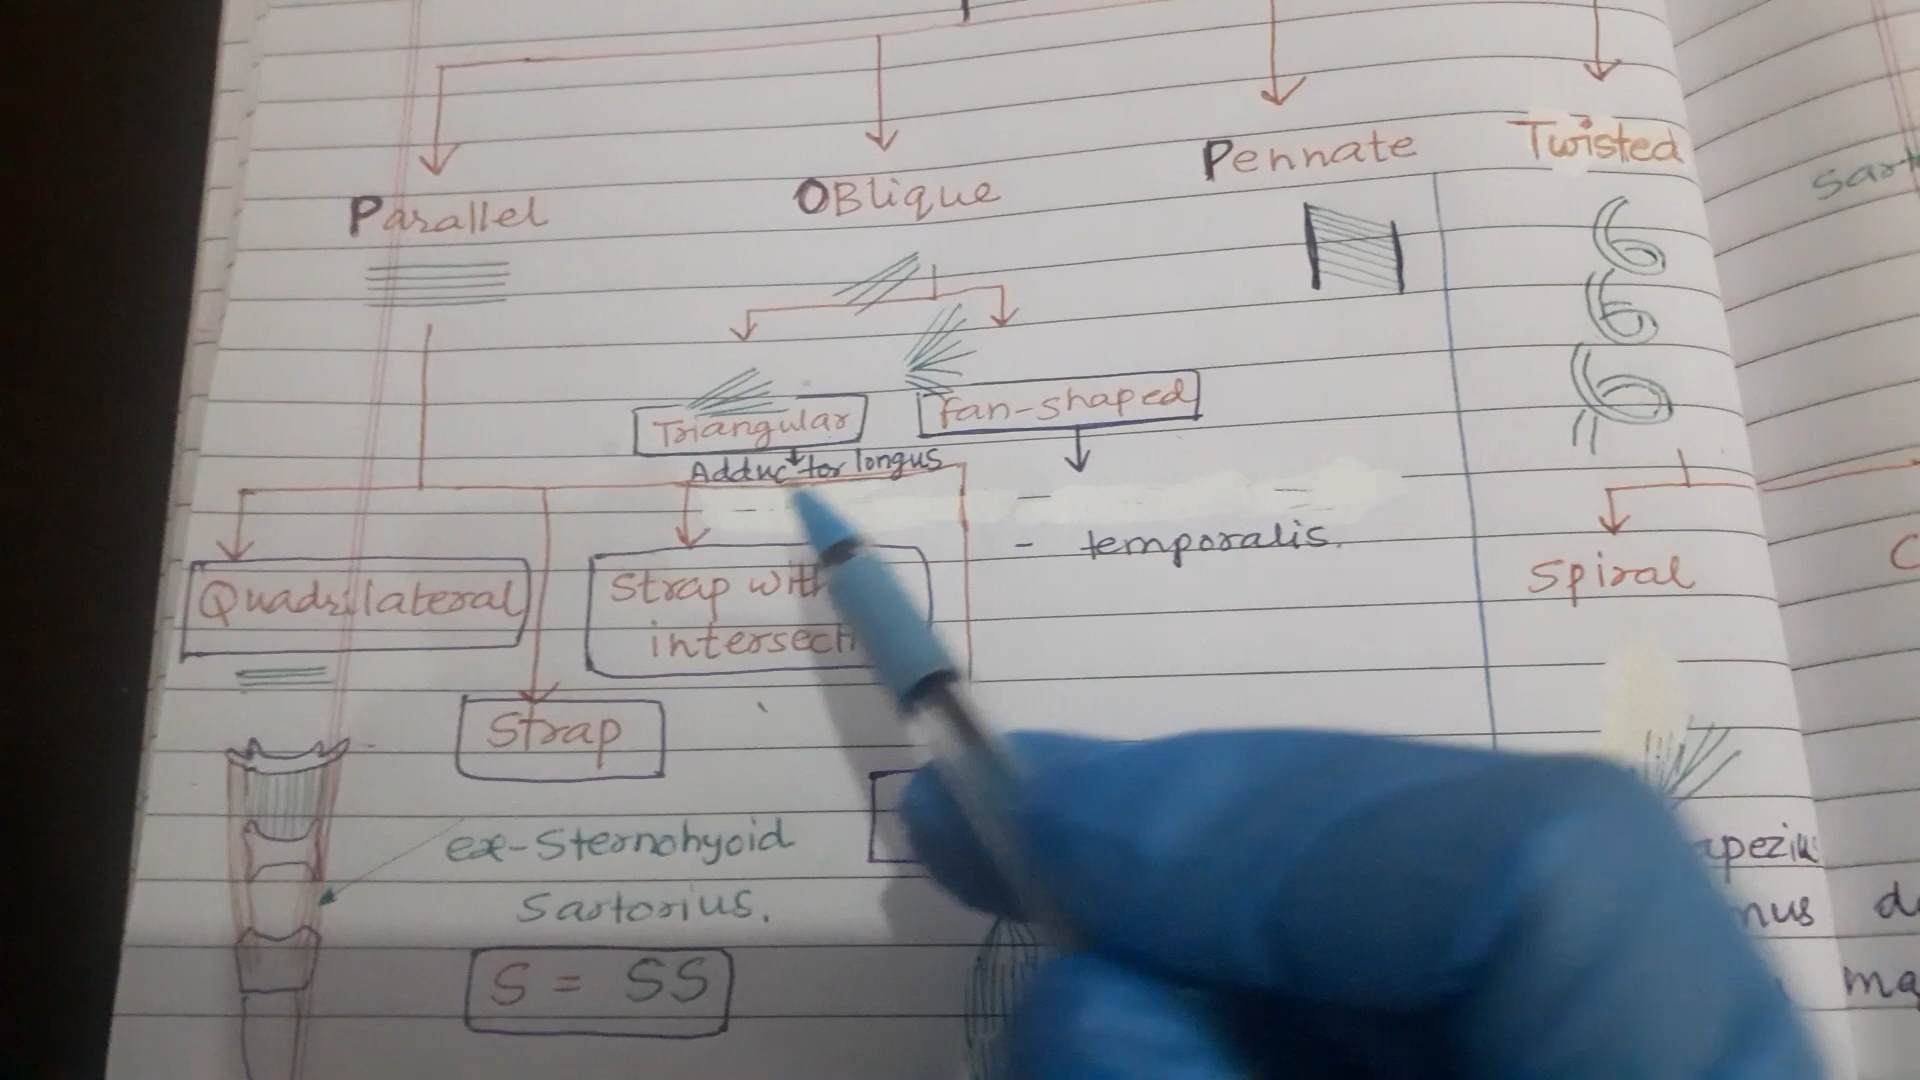 Parallel
OBlique
Pennate
Twisted
Triangular
fan-shaped
Adductor longus
- temporalis.
Quadrilateral
Strap with
Spiral
Strap
ex-Sternohyoid
Sartorius.
S = SS